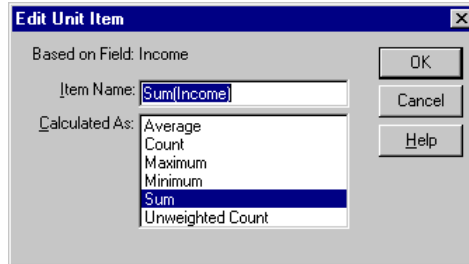 Edit Unit Item
Based on Field: Income
Item Name: Sum(Income)
Calculated As:
Average
Count
Maximum
Minimum
Sum
Unweighted Count
OK
Cancel
Help